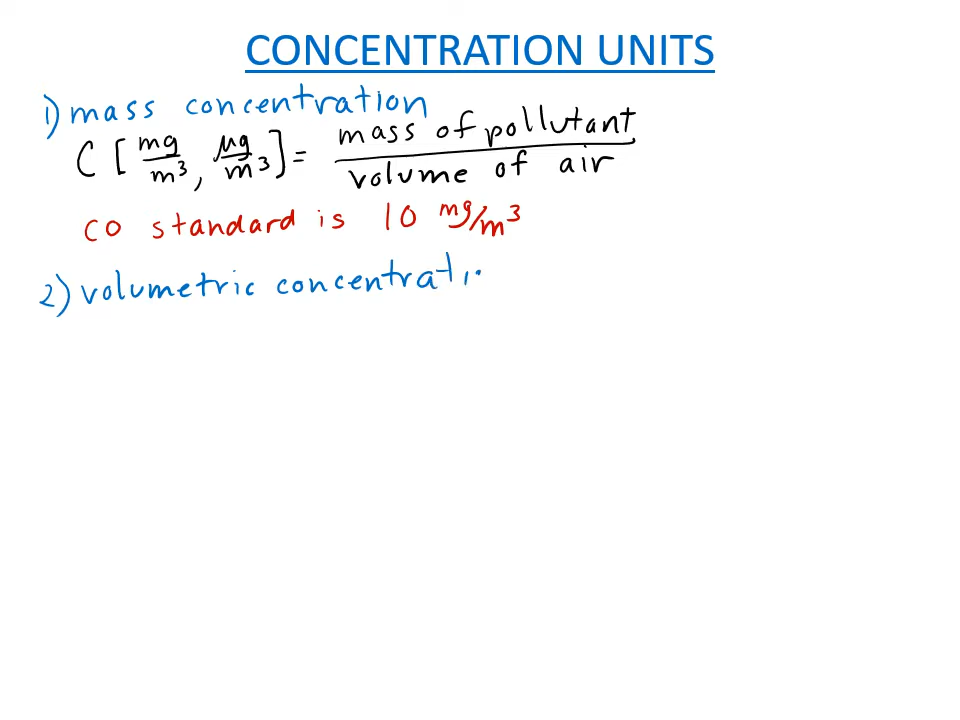 CONCENTRATION UNITS
1) mass concentration
C [mg/m³, μg/m³] = mass of pollutant / volume of air
CO standard is 10 mg/m³
2) volumetric concentrati